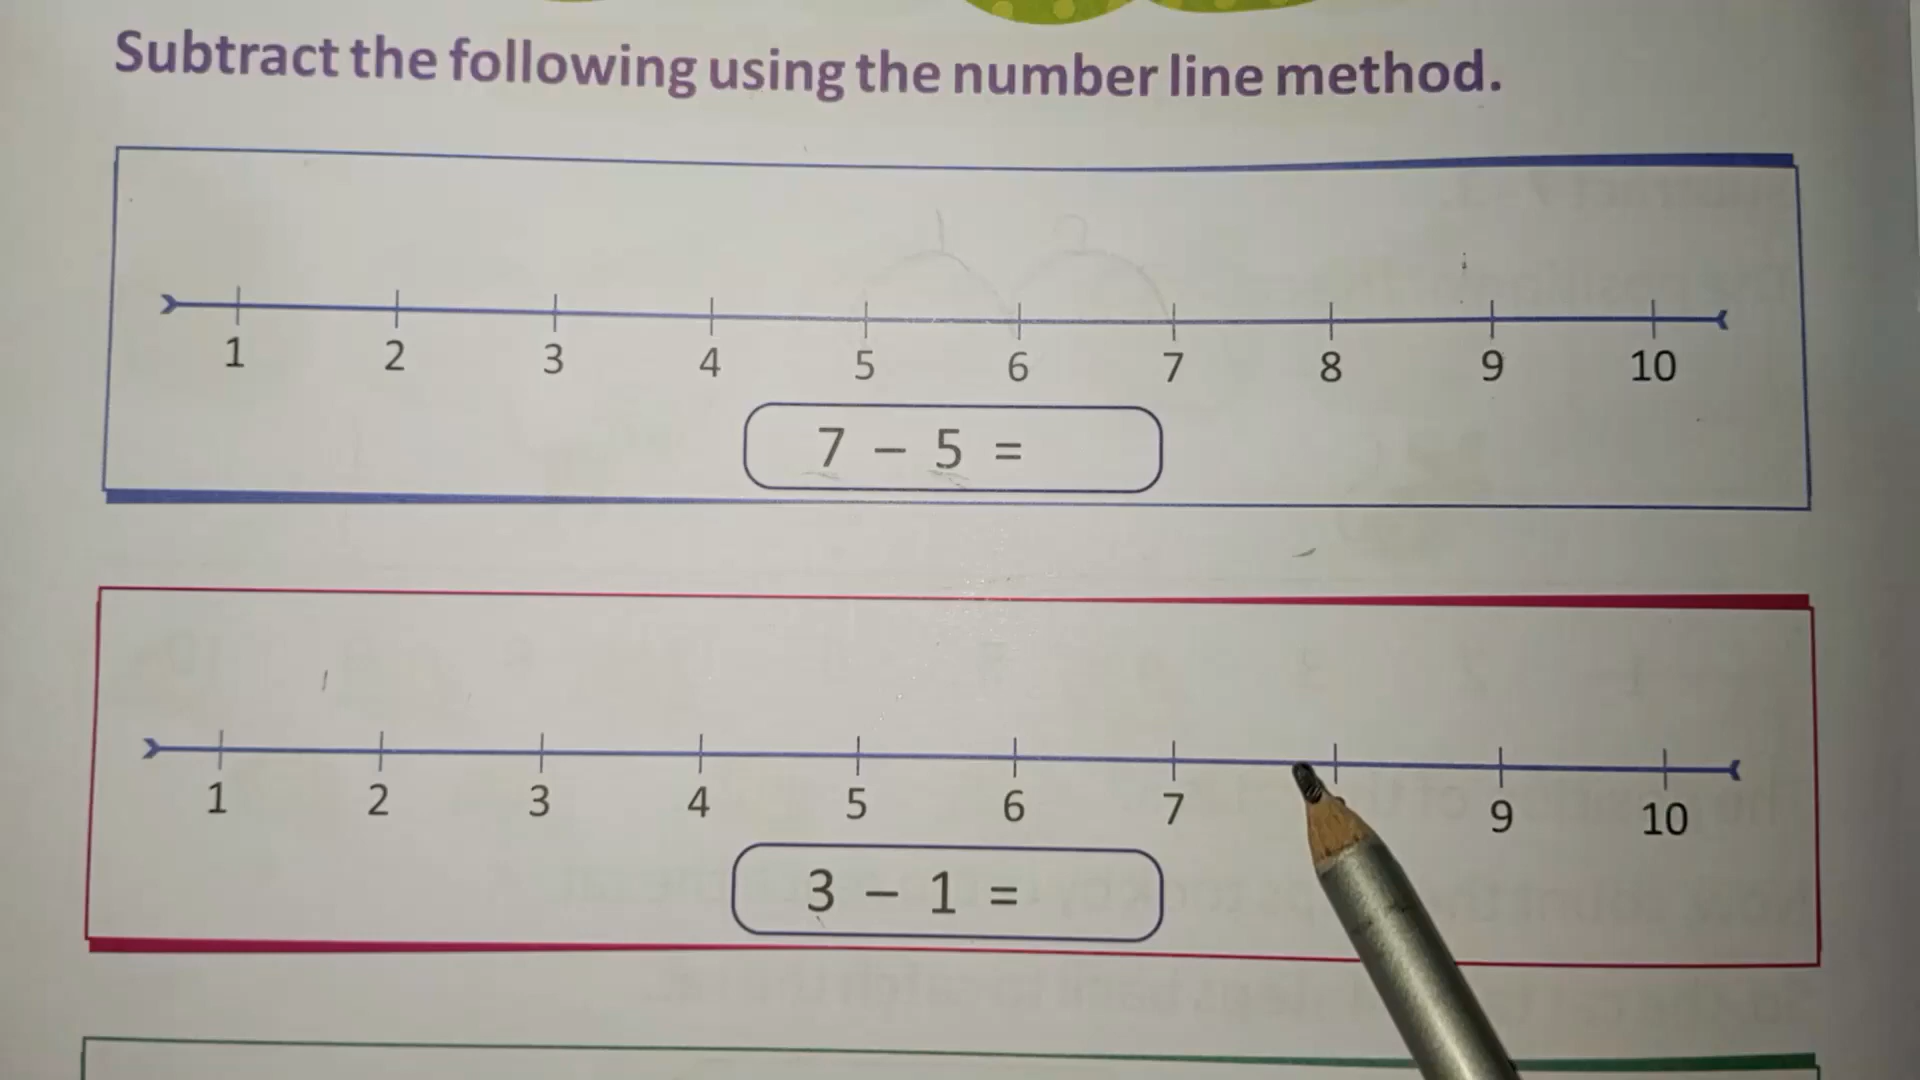 Subtract the following using the number line method.
1 2 3 4 5 6 7 8 9 10
7 − 5 =
1 2 3 4 5 6 7 9 10
3 − 1 =